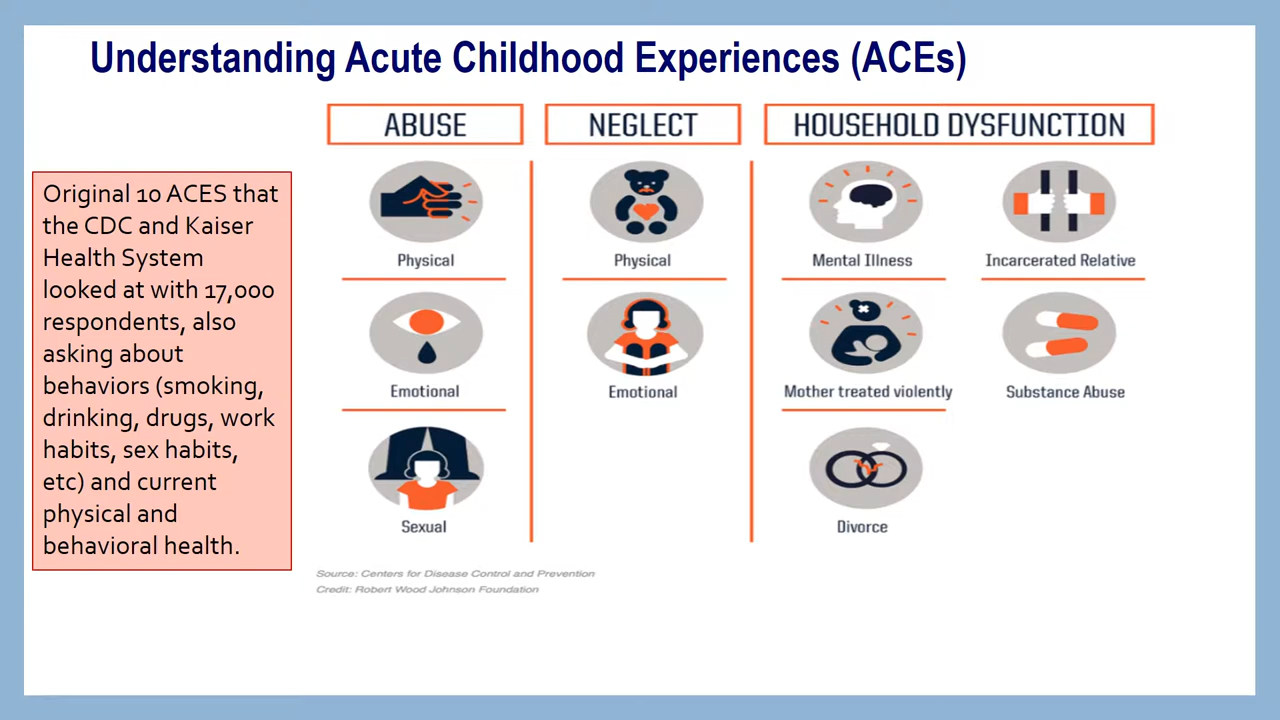 Understanding Acute Childhood Experiences (ACEs)
Original 10 ACES that
the CDC and Kaiser
Health System
looked at with 17,000
respondents, also
asking about
behaviors (smoking,
drinking, drugs, work
habits, sex habits,
etc) and current
physical and
behavioral health.
ABUSE
Physical
Emotional
Sexual
NEGLECT
Physical
Emotional
HOUSEHOLD DYSFUNCTION
Mental Illness
Incarcerated Relative
Mother treated violently
Substance Abuse
Divorce
Source: Centers for Disease Control and Prevention
Credit: Robert Wood Johnson Foundation